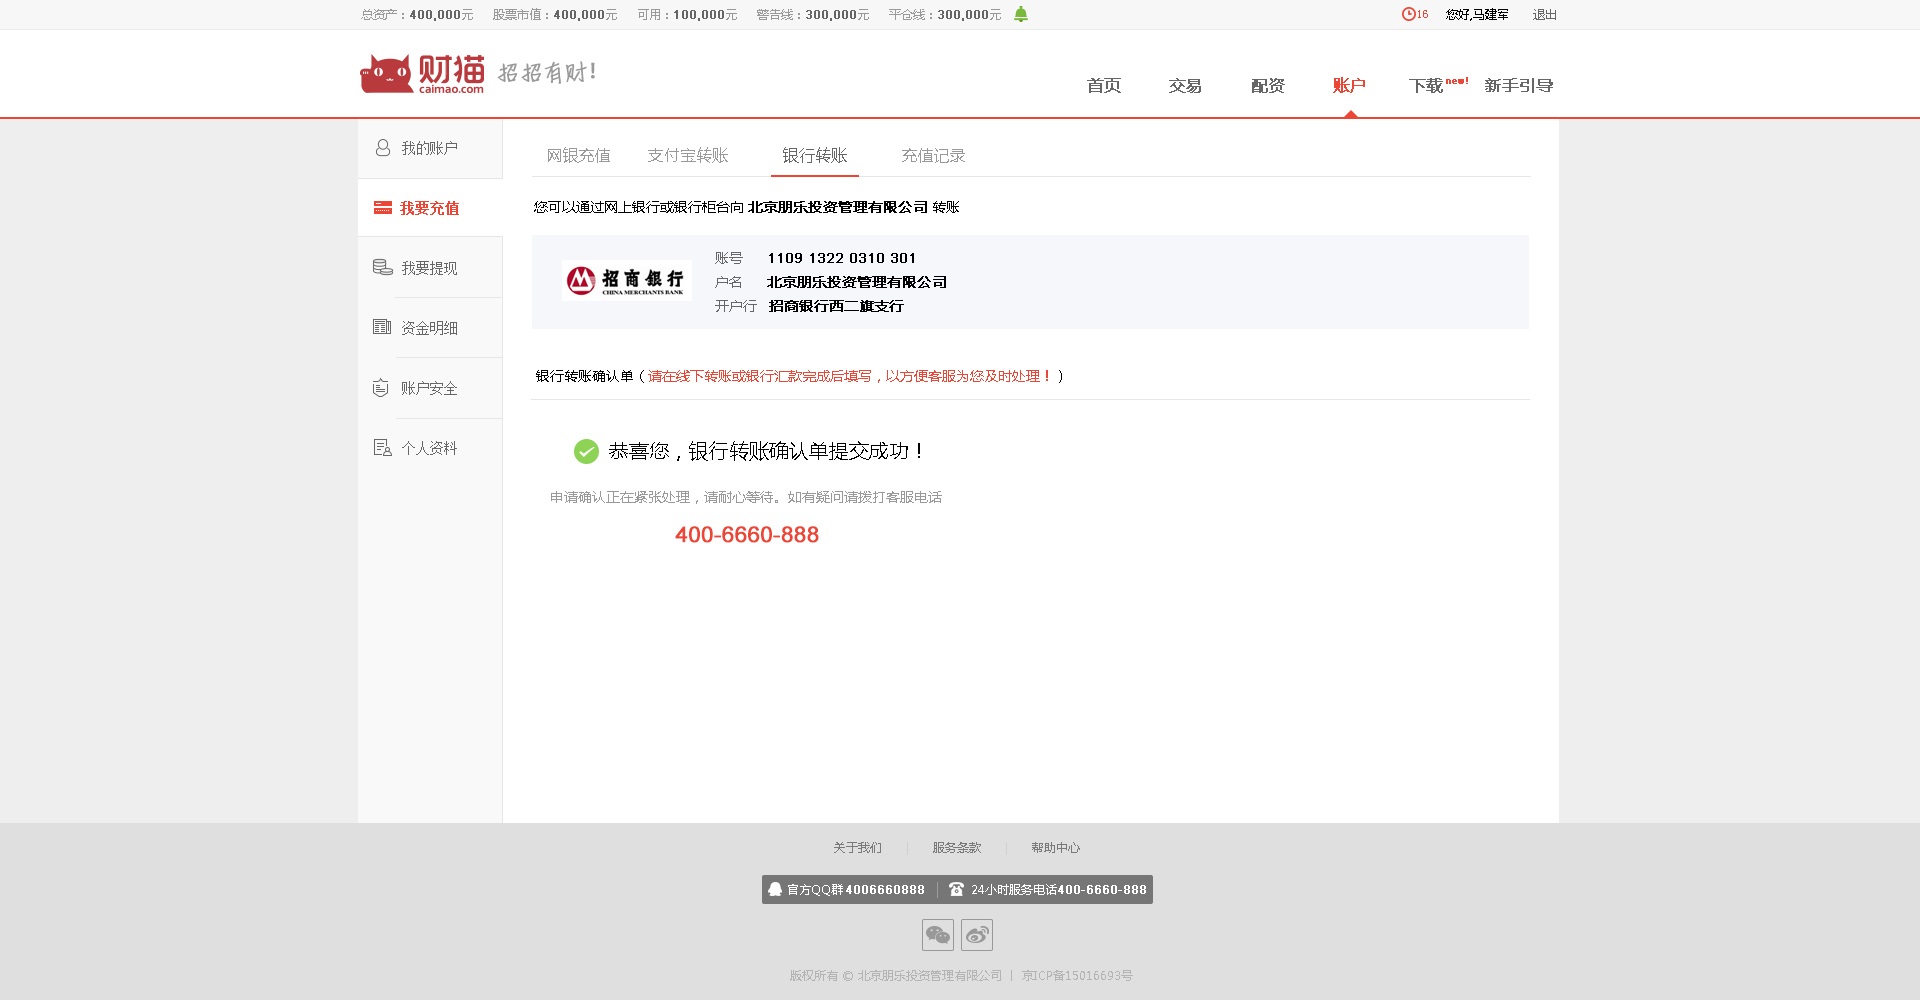 总资产：400,000元 股票市值：400,000元 可用：100,000元 警告线：300,000元 平仓线：300,000元 16 您好,马建军 退出
财猫 caimao.com 招招有财!
首页 交易 配资 账户 下载new! 新手引导
我的账户
我要充值
我要提现
资金明细
账户安全
个人资料
网银充值 支付宝转账 银行转账 充值记录
您可以通过网上银行或银行柜台向 北京朋乐投资管理有限公司 转账
招商银行
CHINA MERCHANTS BANK
账号 1109 1322 0310 301
户名 北京朋乐投资管理有限公司
开户行 招商银行西二旗支行
银行转账确认单（请在线下转账或银行汇款完成后填写，以方便客服为您及时处理！）
恭喜您，银行转账确认单提交成功！
申请确认正在紧张处理，请耐心等待。如有疑问请拨打客服电话
400-6660-888
关于我们 | 服务条款 | 帮助中心
官方QQ群4006660888 | 24小时服务电话400-6660-888
版权所有 © 北京朋乐投资管理有限公司 | 京ICP备15016693号